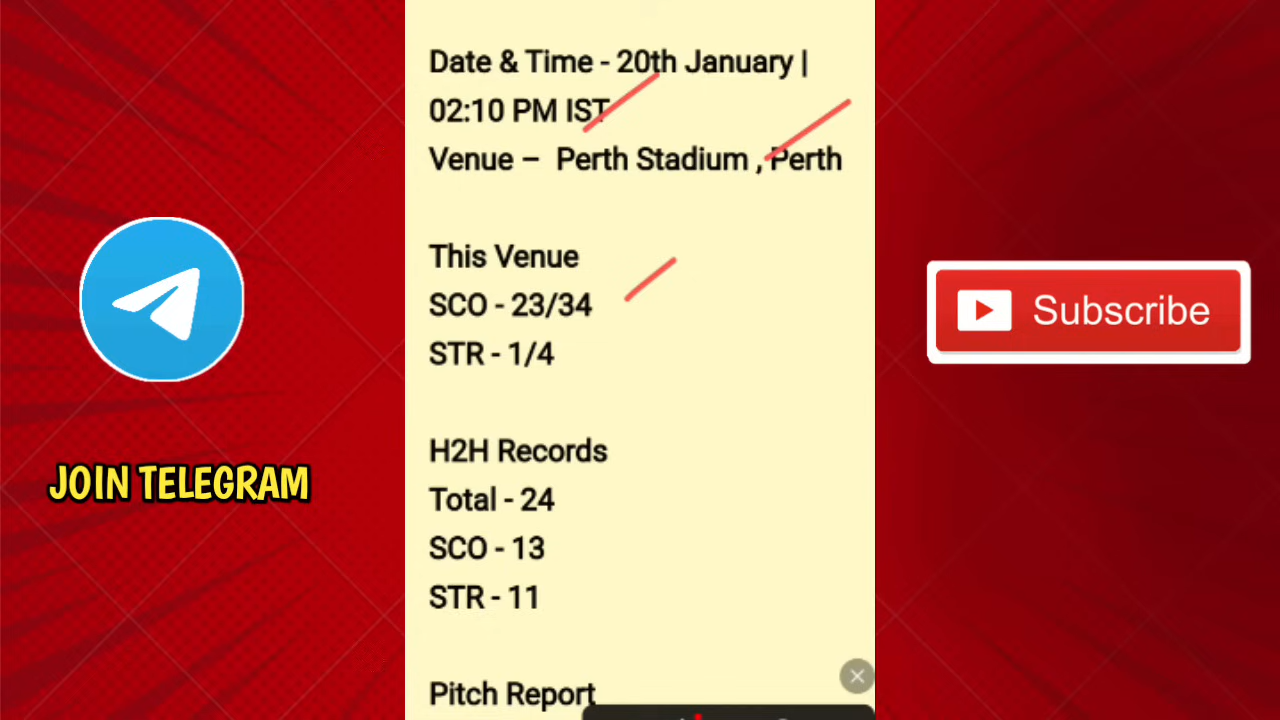 Date & Time - 20th January |
02:10 PM IST
Venue – Perth Stadium , Perth
This Venue
SCO - 23/34
STR - 1/4
H2H Records
Total - 24
SCO - 13
STR - 11
Pitch Report
JOIN TELEGRAM
Subscribe